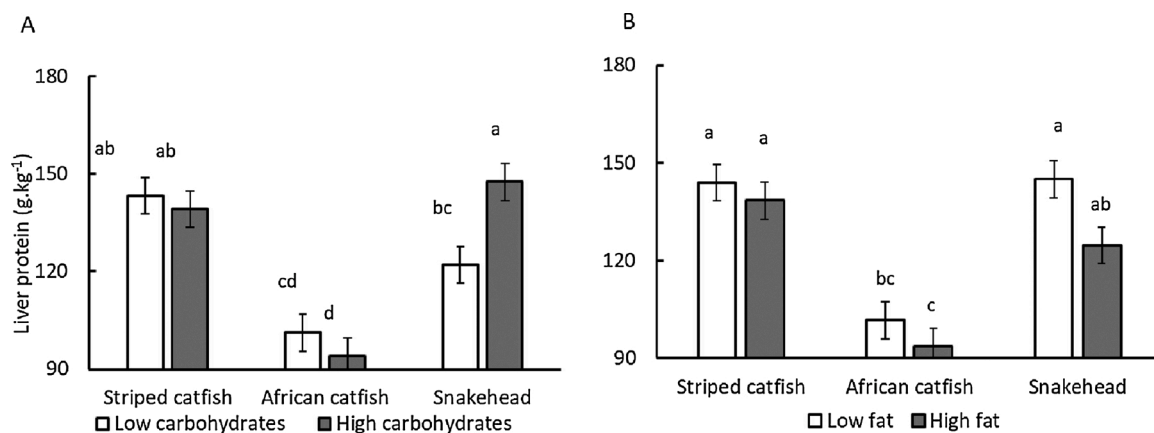 A
B
Liver protein (g.kg-1)
180
150
120
90
ab
ab
cd
d
bc
a
Striped catfish
African catfish
Snakehead
Low carbohydrates
High carbohydrates
180
150
120
90
a
a
bc
c
a
ab
Striped catfish
African catfish
Snakehead
Low fat
High fat